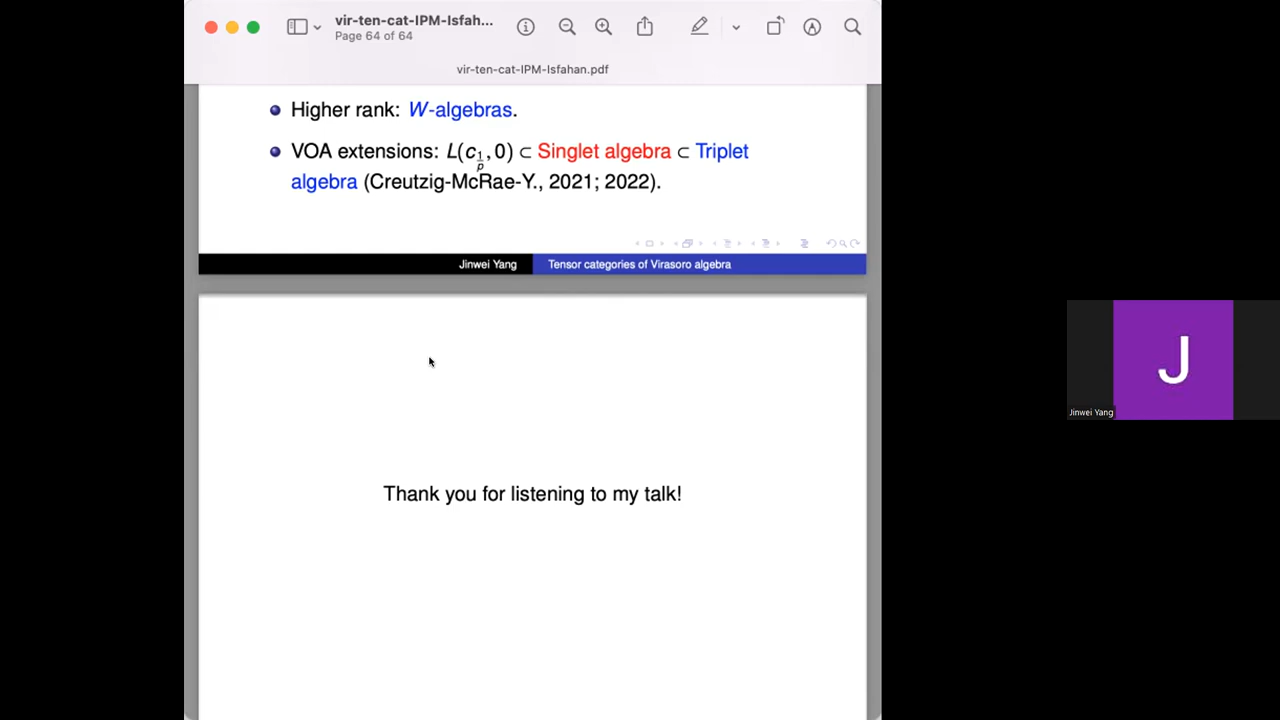 vir-ten-cat-IPM-Isfah...
Page 64 of 64
vir-ten-cat-IPM-Isfahan.pdf
Higher rank: W-algebras.
VOA extensions: L(c_{1/p}, 0) ⊂ Singlet algebra ⊂ Triplet
algebra (Creutzig-McRae-Y., 2021; 2022).
Jinwei Yang Tensor categories of Virasoro algebra
Thank you for listening to my talk!
J
Jinwei Yang